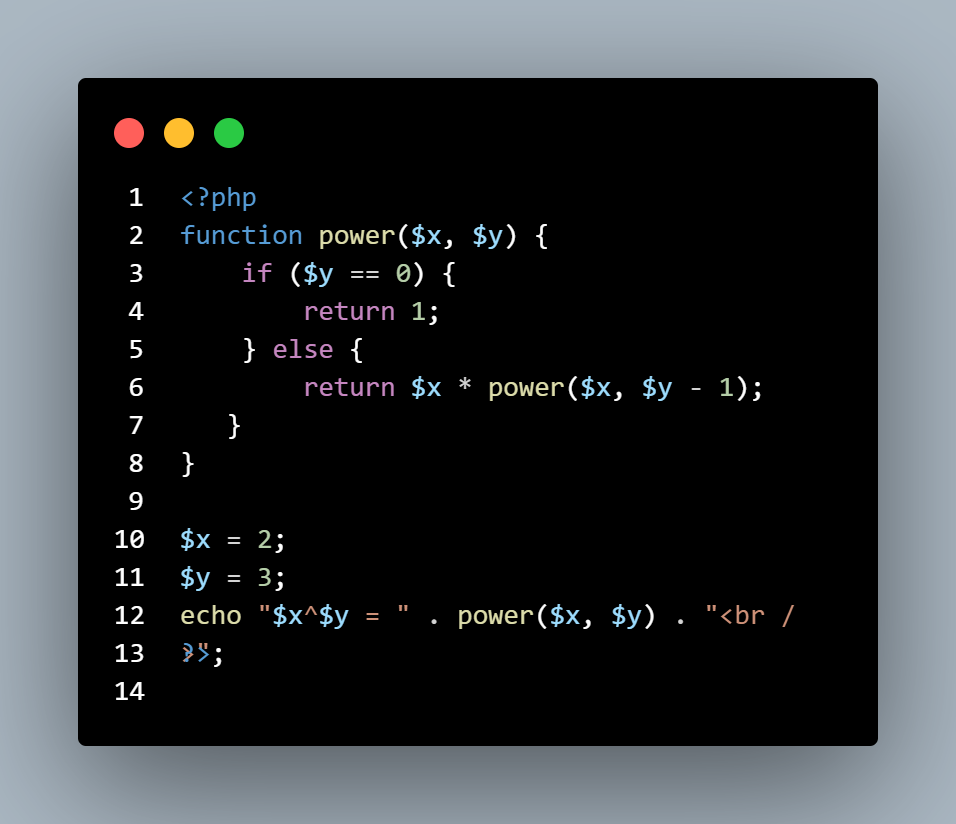 1 <?php
2 function power($x, $y) {
3     if ($y == 0) {
4         return 1;
5     } else {
6         return $x * power($x, $y - 1);
7    }
8 }
9
10 $x = 2;
11 $y = 3;
12 echo "$x^$y = " . power($x, $y) . "<br /
>";
13 ?>
14